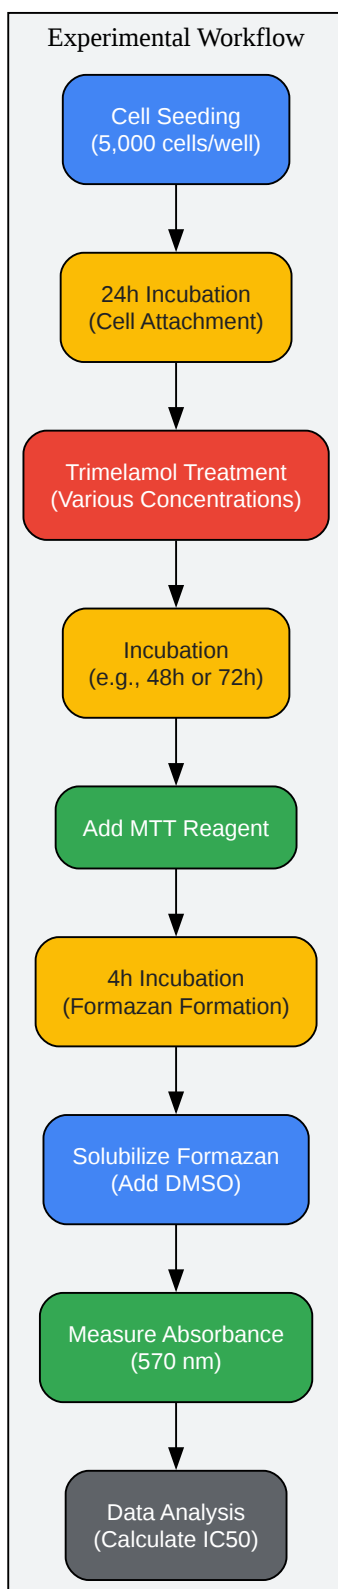 Experimental Workflow
Cell Seeding
(5,000 cells/well)
24h Incubation
(Cell Attachment)
Trimelamol Treatment
(Various Concentrations)
Incubation
(e.g., 48h or 72h)
Add MTT Reagent
4h Incubation
(Formazan Formation)
Solubilize Formazan
(Add DMSO)
Measure Absorbance
(570 nm)
Data Analysis
(Calculate IC50)